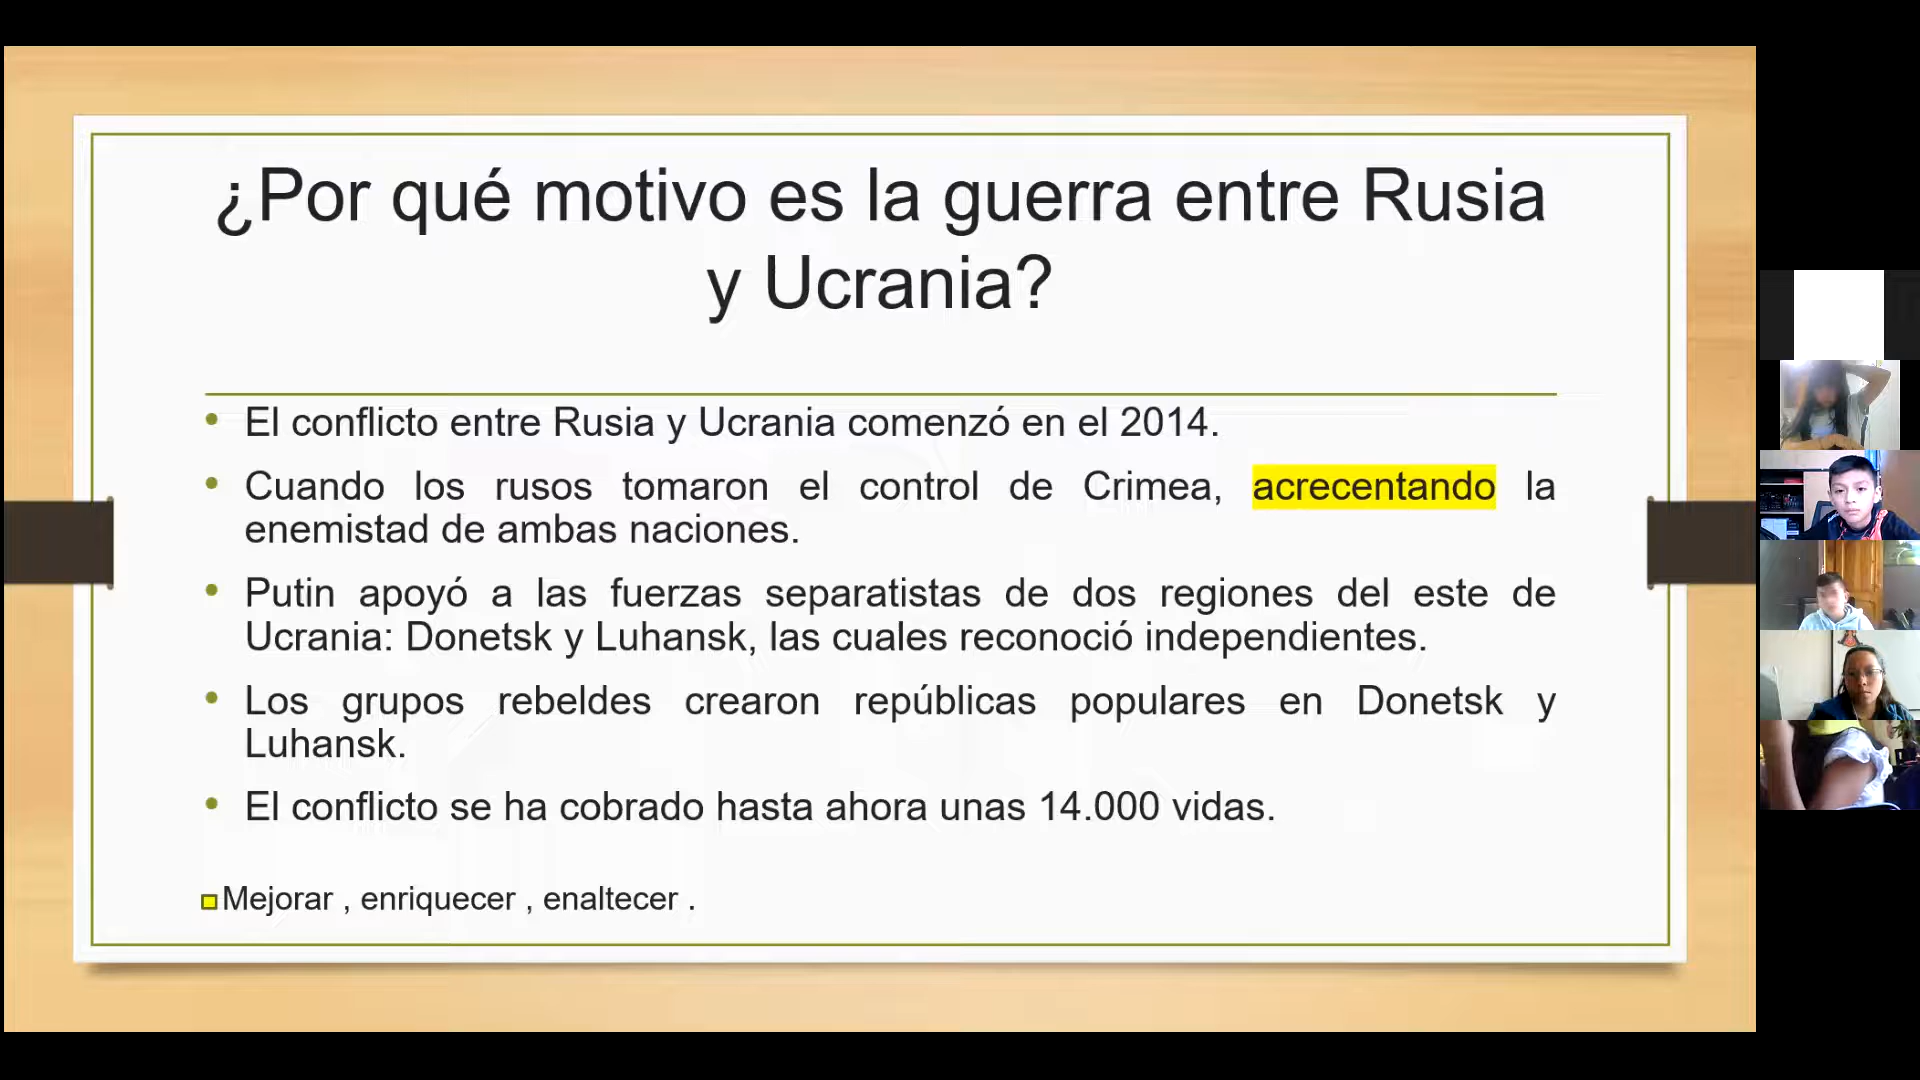 ¿Por qué motivo es la guerra entre Rusia
y Ucrania?
• El conflicto entre Rusia y Ucrania comenzó en el 2014.
• Cuando los rusos tomaron el control de Crimea, acrecentando la
enemistad de ambas naciones.
• Putin apoyó a las fuerzas separatistas de dos regiones del este de
Ucrania: Donetsk y Luhansk, las cuales reconoció independientes.
• Los grupos rebeldes crearon repúblicas populares en Donetsk y
Luhansk.
• El conflicto se ha cobrado hasta ahora unas 14.000 vidas.
Mejorar , enriquecer , enaltecer .